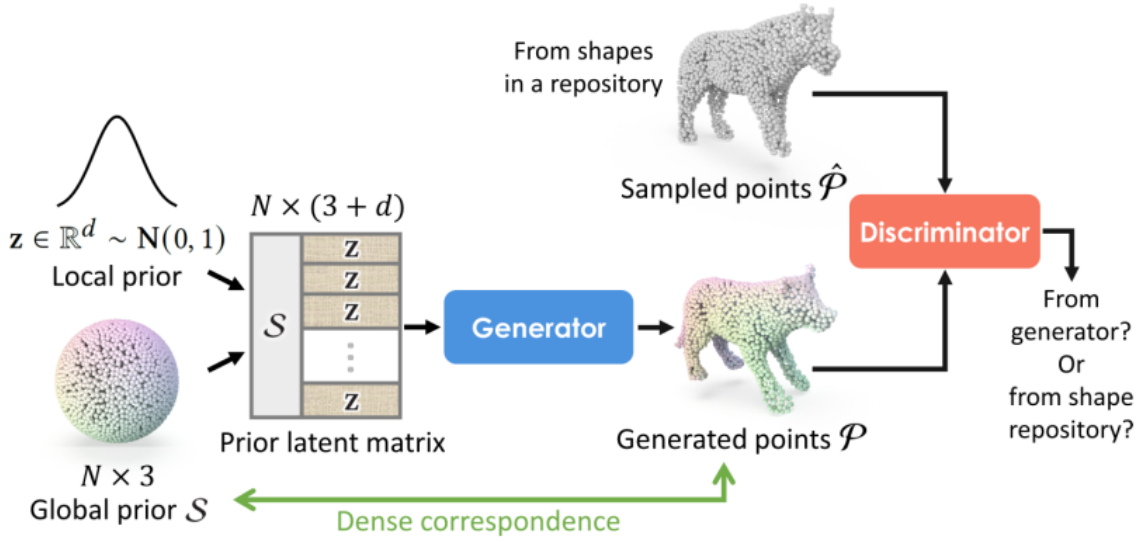 From shapes
in a repository
Sampled points 𝒫̂
z ∈ ℝ^d ~ N(0, 1)
Local prior
N × (3 + d)
S
z
z
z
⋮
z
Prior latent matrix
Generator
Discriminator
Generated points 𝒫
From
generator?
Or
from shape
repository?
N × 3
Global prior S
Dense correspondence